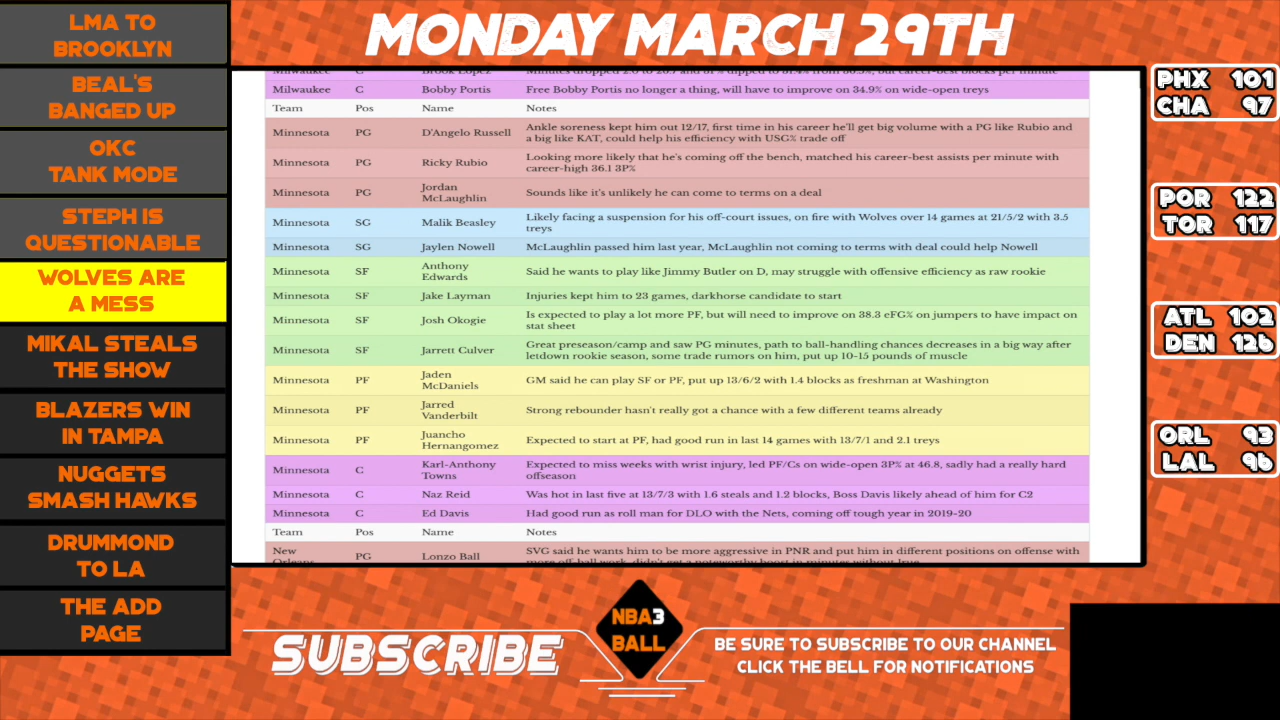 LMA TO
BROOKLYN
BEAL'S
BANGED UP
OKC
TANK MODE
STEPH IS
QUESTIONABLE
WOLVES ARE
A MESS
MIKAL STEALS
THE SHOW
BLAZERS WIN
IN TAMPA
NUGGETS
SMASH HAWKS
DRUMMOND
TO LA
THE ADD
PAGE
MONDAY MARCH 29TH
Milwaukee C Brook Lopez
Milwaukee C Bobby Portis Free Bobby Portis no longer a thing, will have to improve on 34.9% on wide-open treys
Team Pos Name Notes
Minnesota PG D'Angelo Russell Ankle soreness kept him out 12/17, first time in his career he'll get big volume with a PG like Rubio and
a big like KAT, could help his efficiency with USG% trade off
Minnesota PG Ricky Rubio Looking more likely that he's coming off the bench, matched his career-best assists per minute with
career-high 36.1 3P%
Minnesota PG Jordan
McLaughlin Sounds like it's unlikely he can come to terms on a deal
Minnesota SG Malik Beasley Likely facing a suspension for his off-court issues, on fire with Wolves over 14 games at 21/5/2 with 3.5
treys
Minnesota SG Jaylen Nowell McLaughlin passed him last year, McLaughlin not coming to terms with deal could help Nowell
Minnesota SF Anthony
Edwards Said he wants to play like Jimmy Butler on D, may struggle with offensive efficiency as raw rookie
Minnesota SF Jake Layman Injuries kept him to 23 games, darkhorse candidate to start
Minnesota SF Josh Okogie Is expected to play a lot more PF, but will need to improve on 38.3 eFG% on jumpers to have impact on
stat sheet
Minnesota SF Jarrett Culver Great preseason/camp and saw PG minutes, path to ball-handling chances decreases in a big way after
letdown rookie season, some trade rumors on him, put up 10-15 pounds of muscle
Minnesota PF Jaden
McDaniels GM said he can play SF or PF, put up 13/6/2 with 1.4 blocks as freshman at Washington
Minnesota PF Jarred
Vanderbilt Strong rebounder hasn't really got a chance with a few different teams already
Minnesota PF Juancho
Hernangomez Expected to start at PF, had good run in last 14 games with 13/7/1 and 2.1 treys
Minnesota C Karl-Anthony
Towns Expected to miss weeks with wrist injury, led PF/Cs on wide-open 3P% at 46.8, sadly had a really hard
offseason
Minnesota C Naz Reid Was hot in last five at 13/7/3 with 1.6 steals and 1.2 blocks, Boss Davis likely ahead of him for C2
Minnesota C Ed Davis Had good run as roll man for DLO with the Nets, coming off tough year in 2019-20
Team Pos Name Notes
New
Orleans PG Lonzo Ball SVG said he wants him to be more aggressive in PNR and put him in different positions on offense with
PHX 101
CHA 97
POR 122
TOR 117
ATL 102
DEN 126
ORL 93
LAL 96
SUBSCRIBE
NBA3
BALL
BE SURE TO SUBSCRIBE TO OUR CHANNEL
CLICK THE BELL FOR NOTIFICATIONS